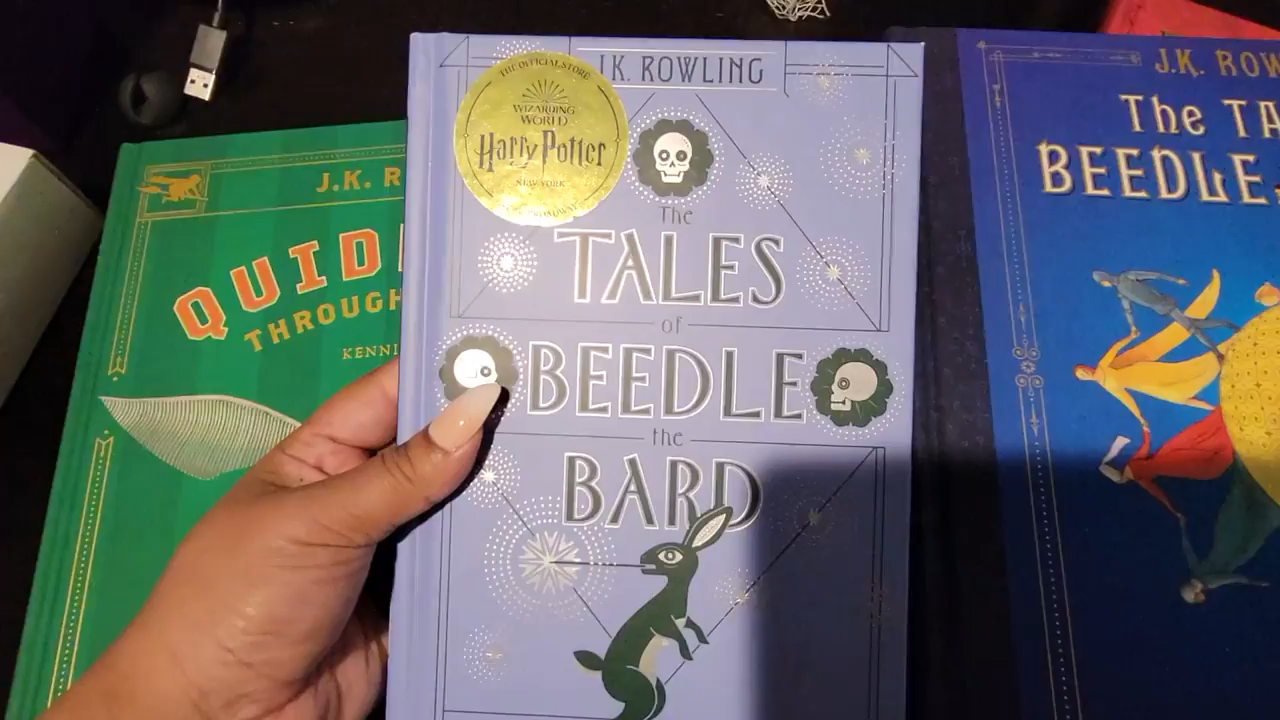 J.K. R
QUID
THROUGH
KENNI
THE OFFICIAL STORE
WIZARDING
WORLD
Harry Potter
NEW YORK
J.K. ROWLING
The
TALES
of
BEEDLE
the
BARD
J.K. ROW
The TA
BEEDLE